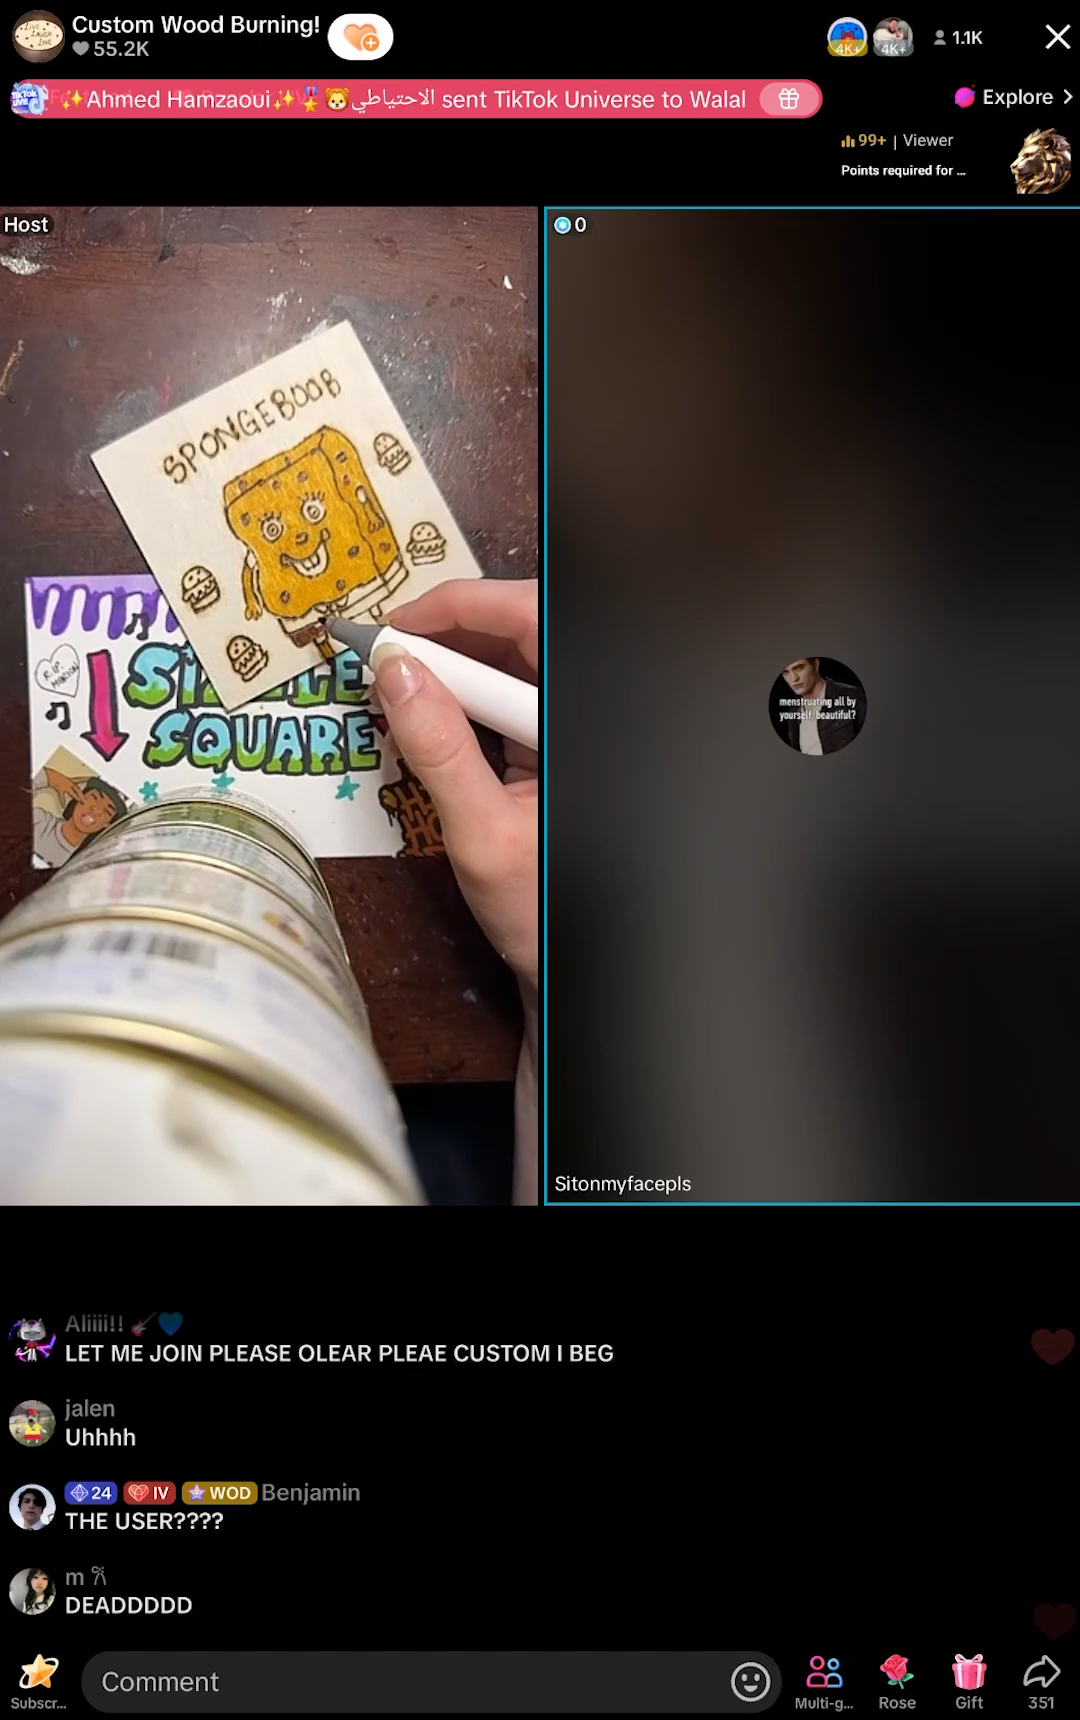 Custom Wood Burning!
55.2K
4K+
4K+
1.1K
✨Ahmed Hamzaoui✨🎖️🦁الاحتياطي sent TikTok Universe to Walal
Explore >
99+ | Viewer
Points required for ...
Host
0
SPONGEBOOB
R.I.P.
SIZZLE
SQUARE
menstruating all by
yourself, beautiful?
Sitonmyfacepls
Aliiii!! 🎸💙
LET ME JOIN PLEASE OLEAR PLEAE CUSTOM I BEG
jalen
Uhhhh
24 IV WOD Benjamin
THE USER????
m
DEADDDDD
Comment
Subscr...
Multi-g...
Rose
Gift
351